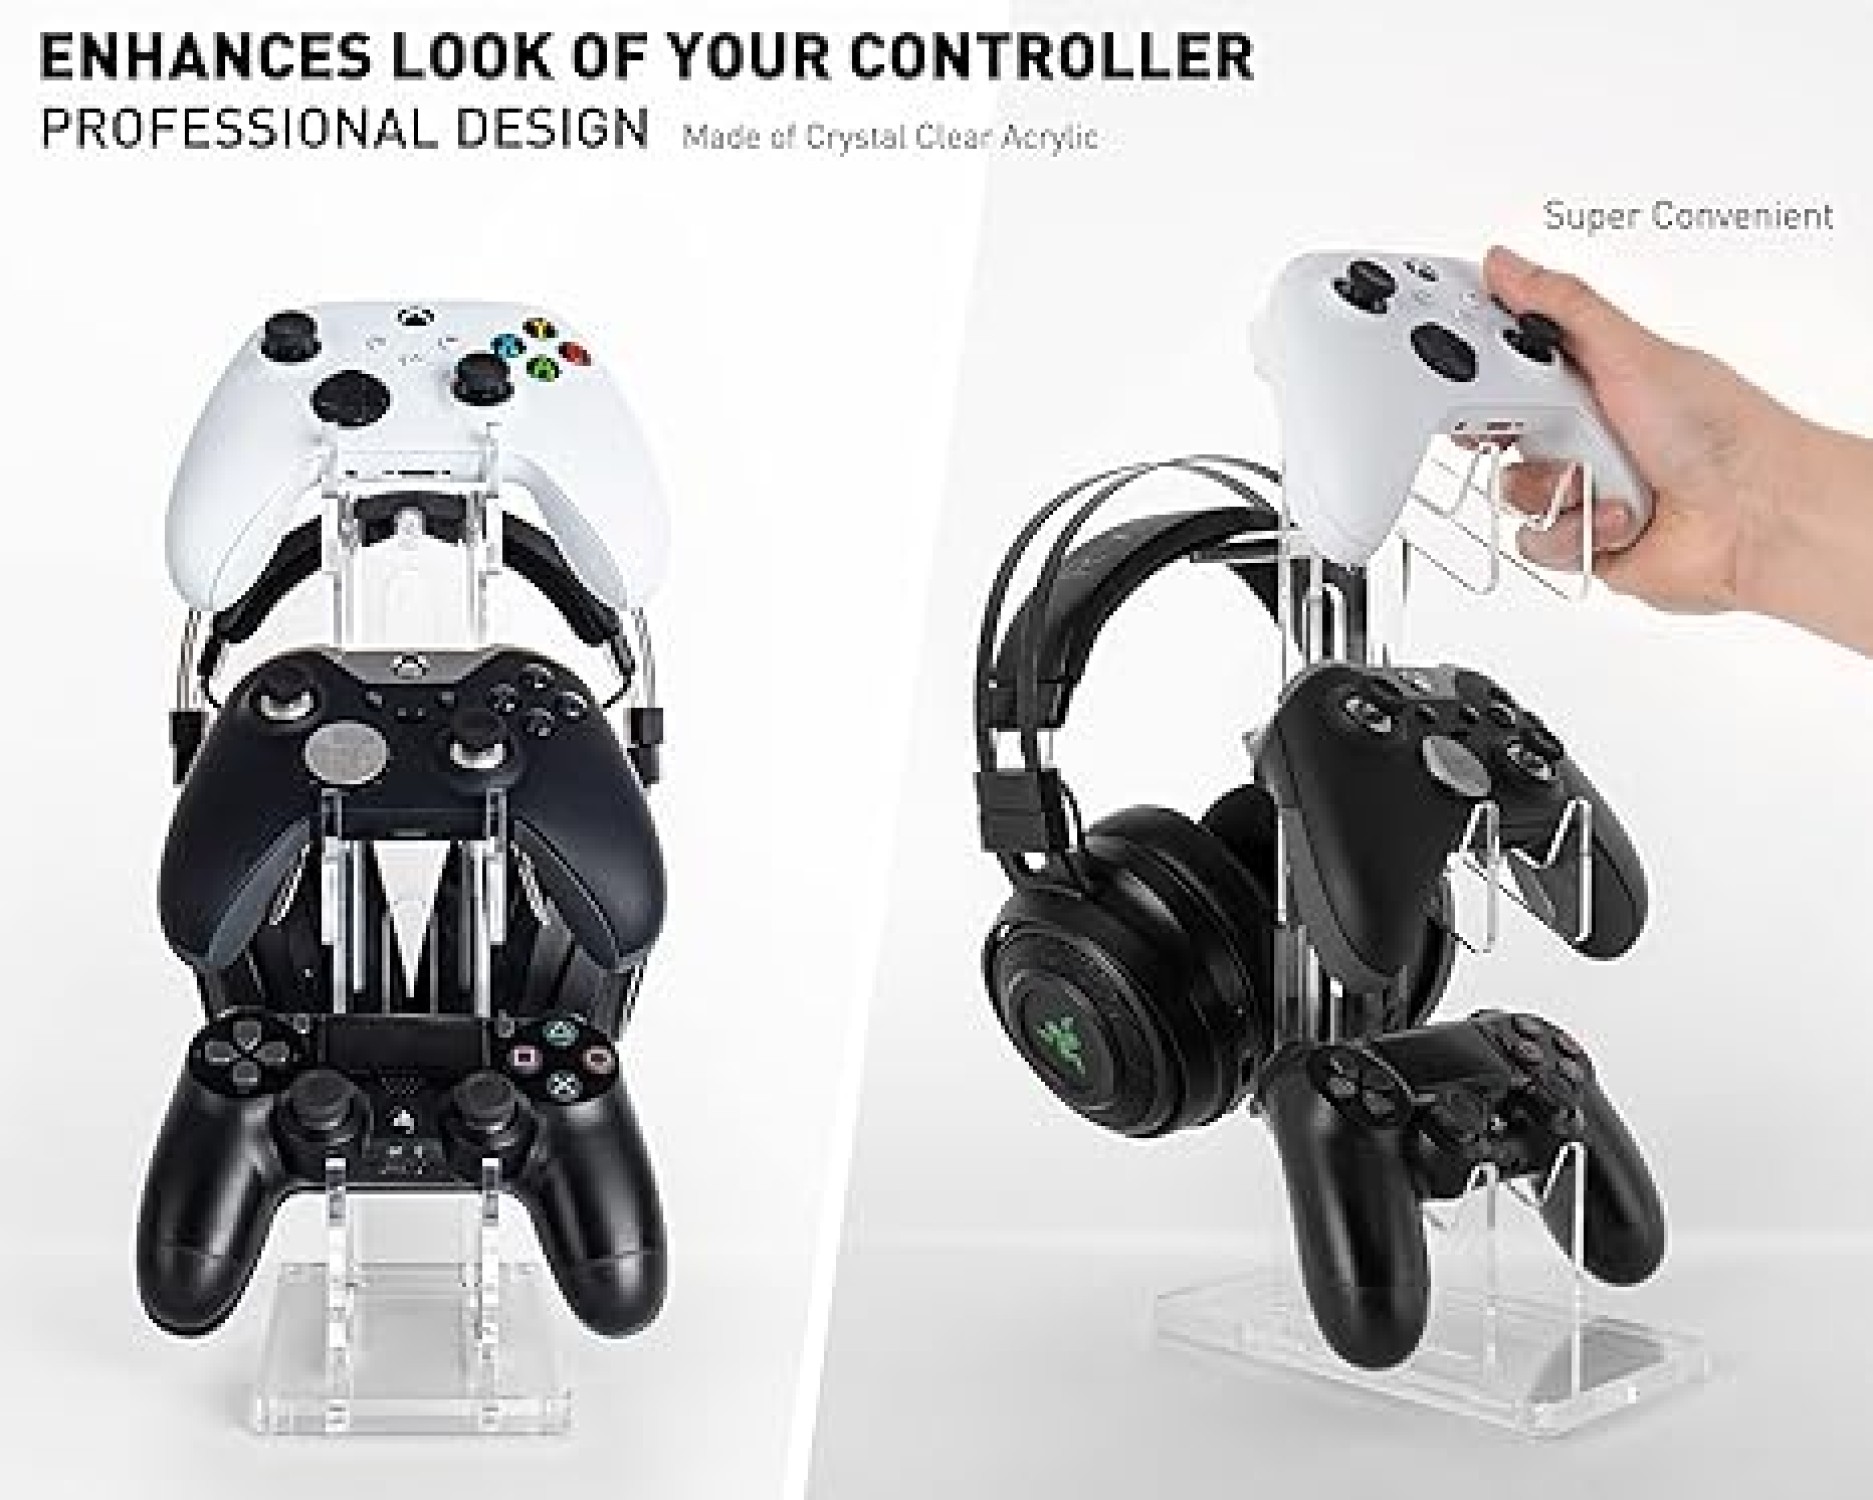 ENHANCES LOOK OF YOUR CONTROLLER
PROFESSIONAL DESIGN Made of Crystal Clear Acrylic
Super Convenient